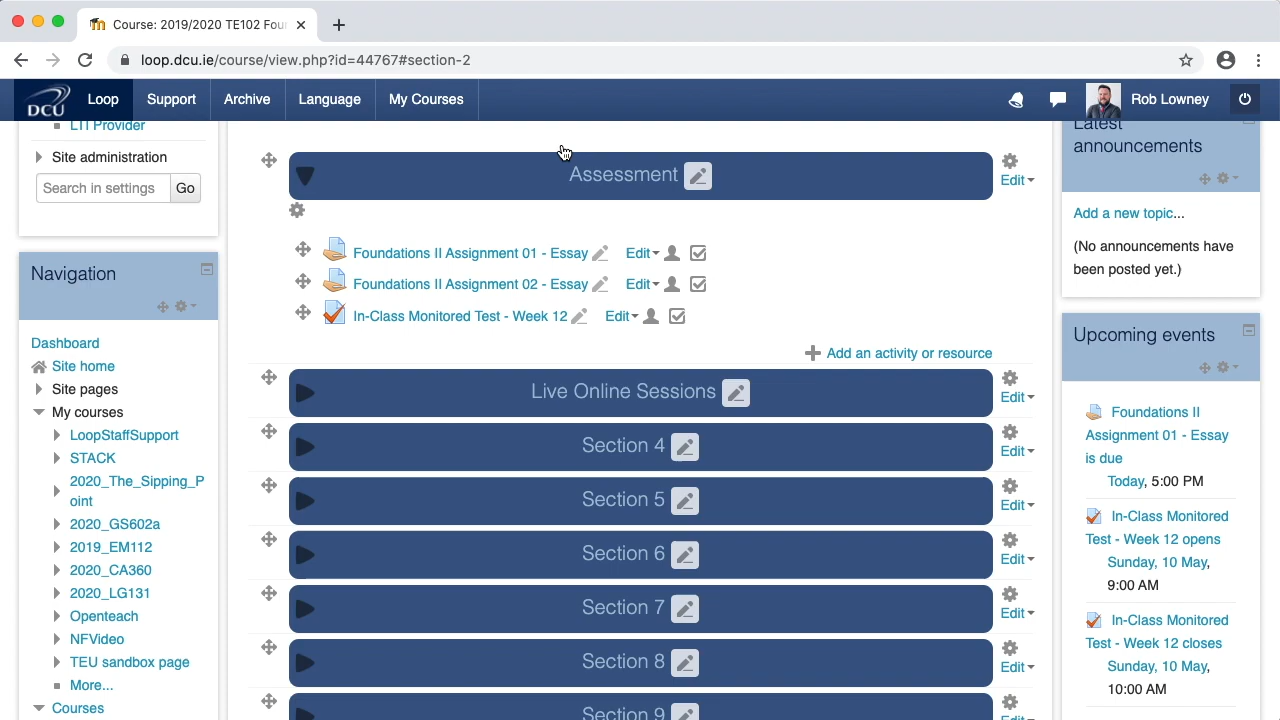 Course: 2019/2020 TE102 Fou
loop.dcu.ie/course/view.php?id=44767#section-2
DCU
Loop
Support
Archive
Language
My Courses
Rob Lowney
LTI Provider
Site administration
Search in settings
Go
Navigation
Dashboard
Site home
Site pages
My courses
LoopStaffSupport
STACK
2020_The_Sipping_P
oint
2020_GS602a
2019_EM112
2020_CA360
2020_LG131
Openteach
NFVideo
TEU sandbox page
More...
Courses
Assessment
Edit
Foundations II Assignment 01 - Essay
Edit
Foundations II Assignment 02 - Essay
Edit
In-Class Monitored Test - Week 12
Edit
Add an activity or resource
Live Online Sessions
Edit
Section 4
Edit
Section 5
Edit
Section 6
Edit
Section 7
Edit
Section 8
Edit
Section 9
Edit
Latest
announcements
Add a new topic...
(No announcements have
been posted yet.)
Upcoming events
Foundations II
Assignment 01 - Essay
is due
Today, 5:00 PM
In-Class Monitored
Test - Week 12 opens
Sunday, 10 May,
9:00 AM
In-Class Monitored
Test - Week 12 closes
Sunday, 10 May,
10:00 AM